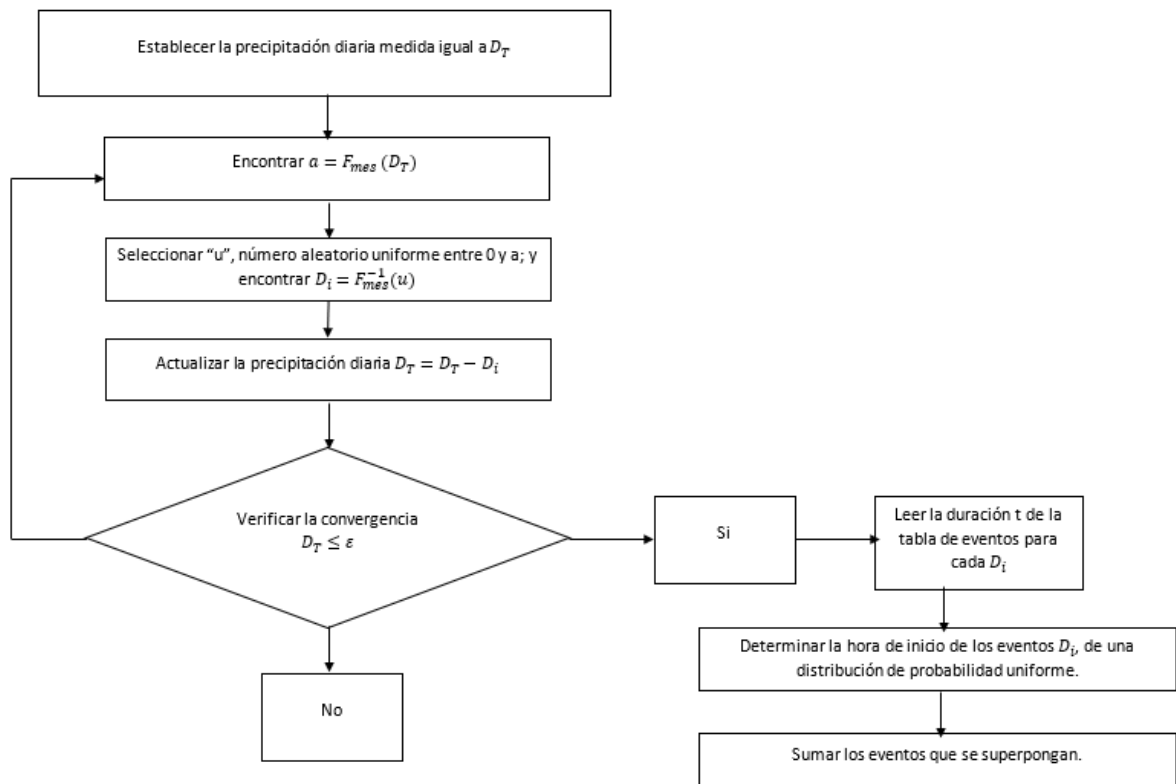 Establecer la precipitación diaria medida igual a D_T
Encontrar a = F_mes (D_T)
Seleccionar “u”, número aleatorio uniforme entre 0 y a; y
encontrar D_i = F_mes^-1(u)
Actualizar la precipitación diaria D_T = D_T − D_i
Verificar la convergencia
D_T ≤ ε
Si
Leer la duración t de la
tabla de eventos para
cada D_i
No
Determinar la hora de inicio de los eventos D_i, de una
distribución de probabilidad uniforme.
Sumar los eventos que se superpongan.